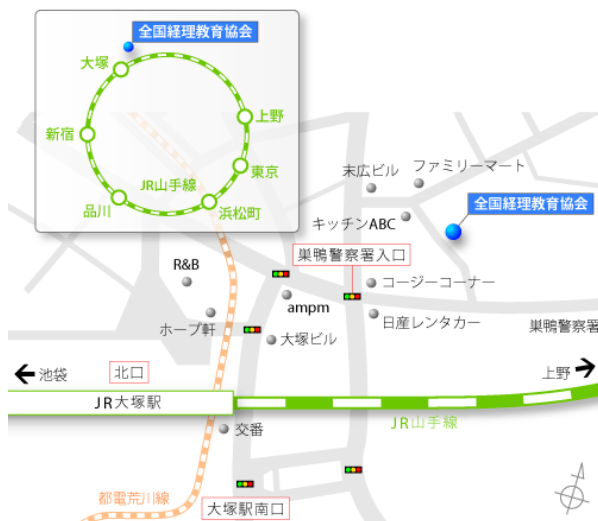 全国経理教育協会
大塚
新宿
上野
東京
JR山手線
品川
浜松町
末広ビル
ファミリーマート
キッチンABC
全国経理教育協会
巣鴨警察署入口
R&B
コージーコーナー
ampm
ホープ軒
日産レンタカー
大塚ビル
巣鴨警察署
池袋
北口
上野
JR大塚駅
交番
JR山手線
都電荒川線
大塚駅南口